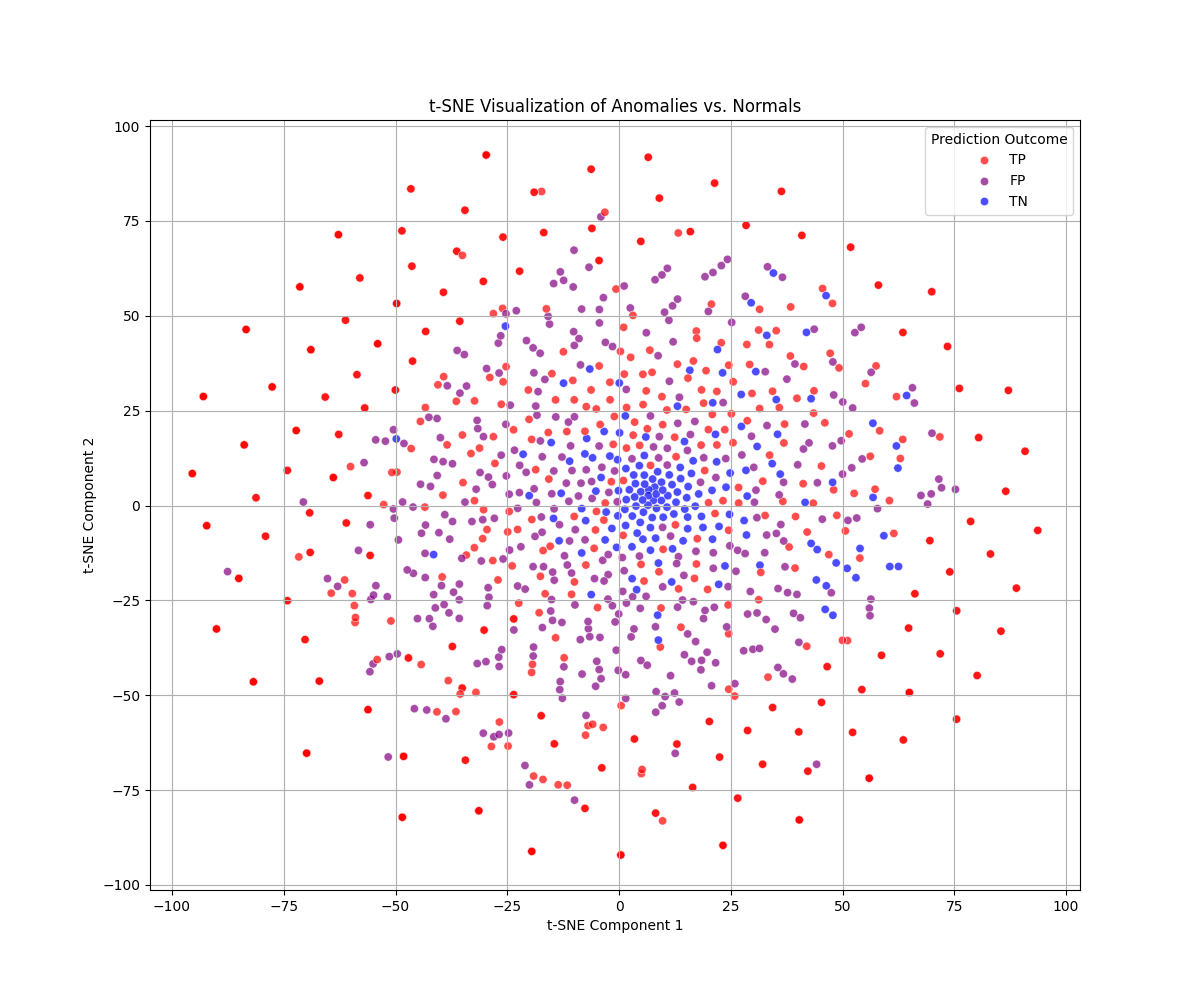 t-SNE Visualization of Anomalies vs. Normals
Prediction Outcome
TP
FP
TN
100
75
50
25
0
−25
−50
−75
−100
t-SNE Component 2
−100 −75 −50 −25 0 25 50 75 100
t-SNE Component 1